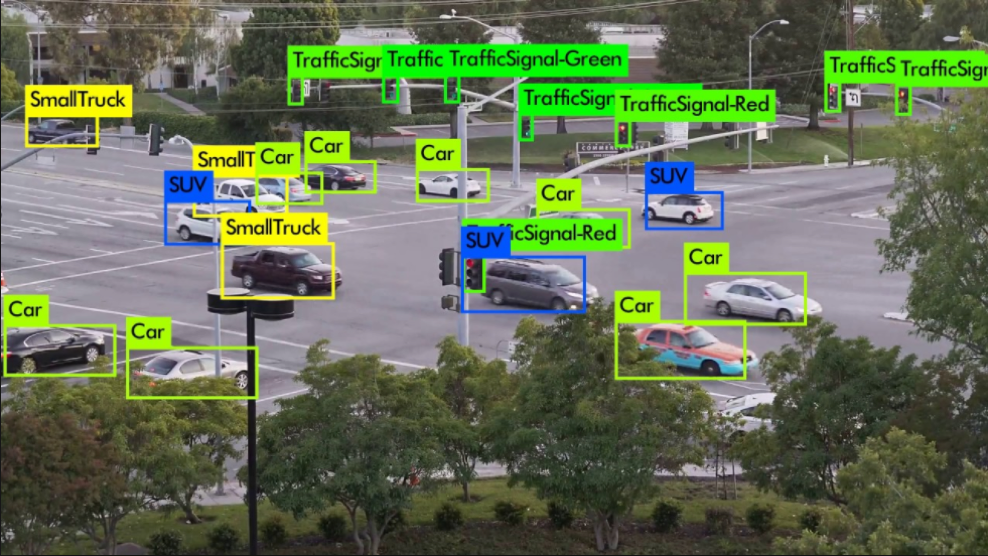 TrafficSigr
Traffic
TrafficSignal-Green
TrafficS
TrafficSigr
SmallTruck
TrafficSign
TrafficSignal-Red
Car
Car
SmallT
Car
SUV
SUV
Car
SmallTruck
SUV
TrafficSignal-Red
Car
Car
Car
Car